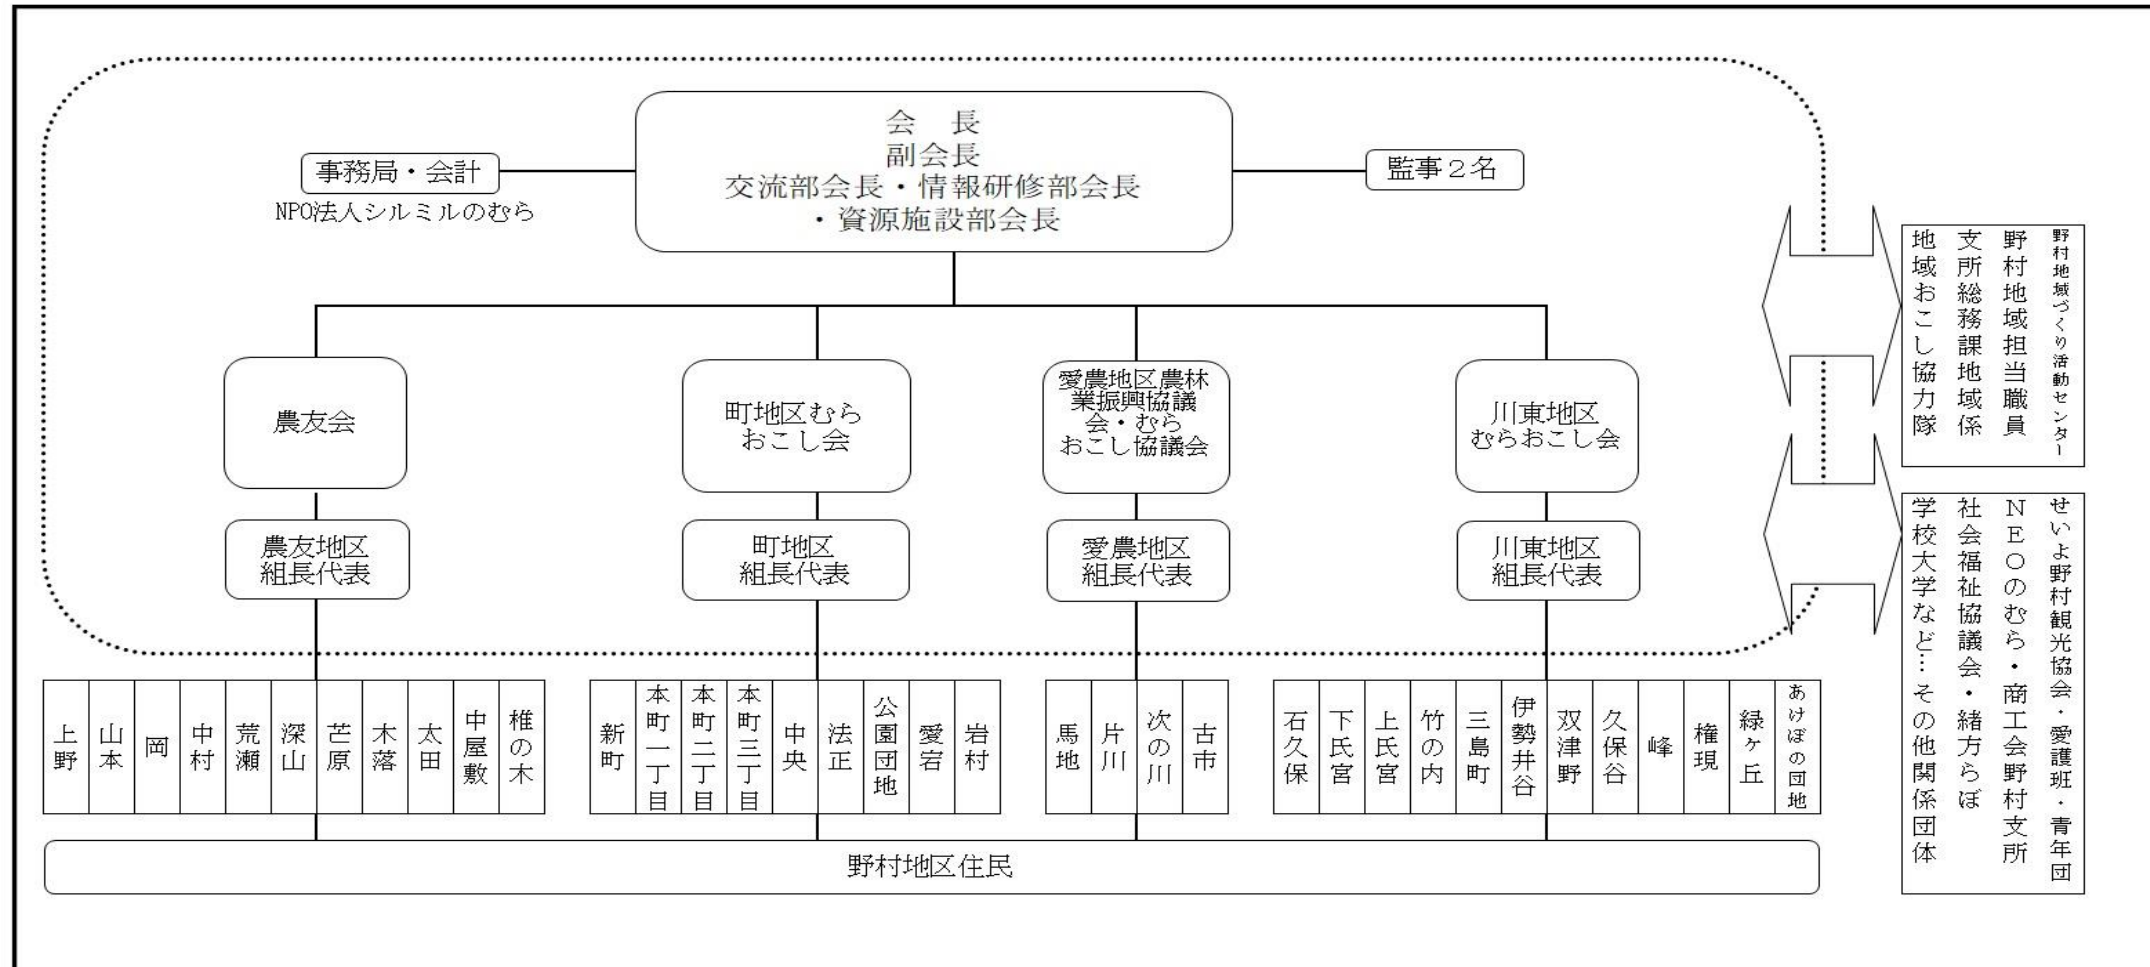 会　長
副会長
交流部会長・情報研修部会長
・資源施設部会長
事務局・会計
NPO法人シルミルのむら
監事２名
農友会
町地区むら
おこし会
愛農地区農林
業振興協議
会・むら
おこし協議会
川東地区
むらおこし会
農友地区
組長代表
町地区
組長代表
愛農地区
組長代表
川東地区
組長代表
上野
山本
岡
中村
荒瀬
深山
芒原
木落
太田
中屋敷
椎の木
新町
本町一丁目
本町二丁目
本町三丁目
中央
法正
公園団地
愛宕
岩村
馬地
片川
次の川
古市
石久保
下氏宮
上氏宮
竹の内
三島町
伊勢井谷
双津野
久保谷
峰
権現
緑ヶ丘
あけぼの団地
野村地区住民
野村地域づくり活動センター
野村地域担当職員
支所総務課地域係
地域おこし協力隊
せいよ野村観光協会・愛護班・青年団
ＮＥＯのむら・商工会野村支所
社会福祉協議会・緒方らぼ
学校大学など…その他関係団体